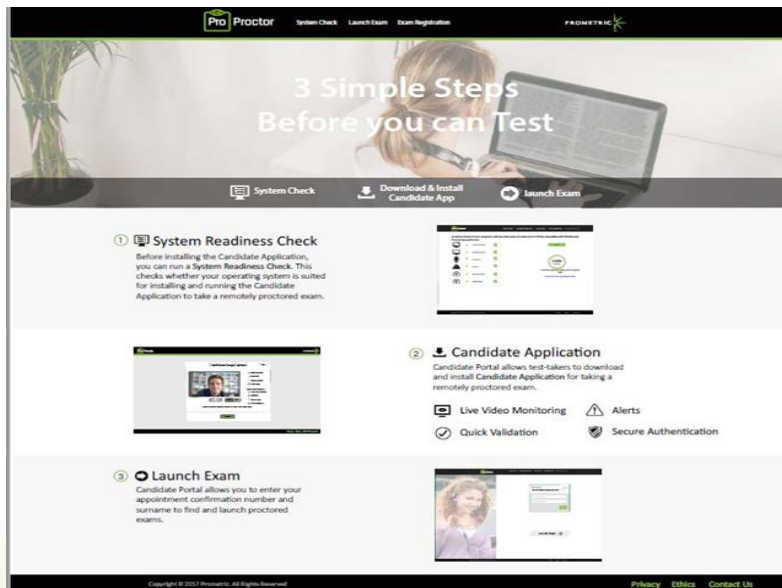 Pro Proctor
System Check Launch Exam Exam Registration
PROMETRIC
3 Simple Steps
Before you can Test
System Check
Download & Install
Candidate App
launch Exam
1 System Readiness Check
Before installing the Candidate Application,
you can run a System Readiness Check. This
checks whether your operating system is suited
for installing and running the Candidate
Application to take a remotely proctored exam.
2 Candidate Application
Candidate Portal allows test-takers to download
and install Candidate Application for taking a
remotely proctored exam.
Live Video Monitoring
Alerts
Quick Validation
Secure Authentication
3 Launch Exam
Candidate Portal allows you to enter your
appointment confirmation number and
surname to find and launch proctored
exams.
Copyright © 2017 Prometric. All Rights Reserved
Privacy Ethics Contact Us